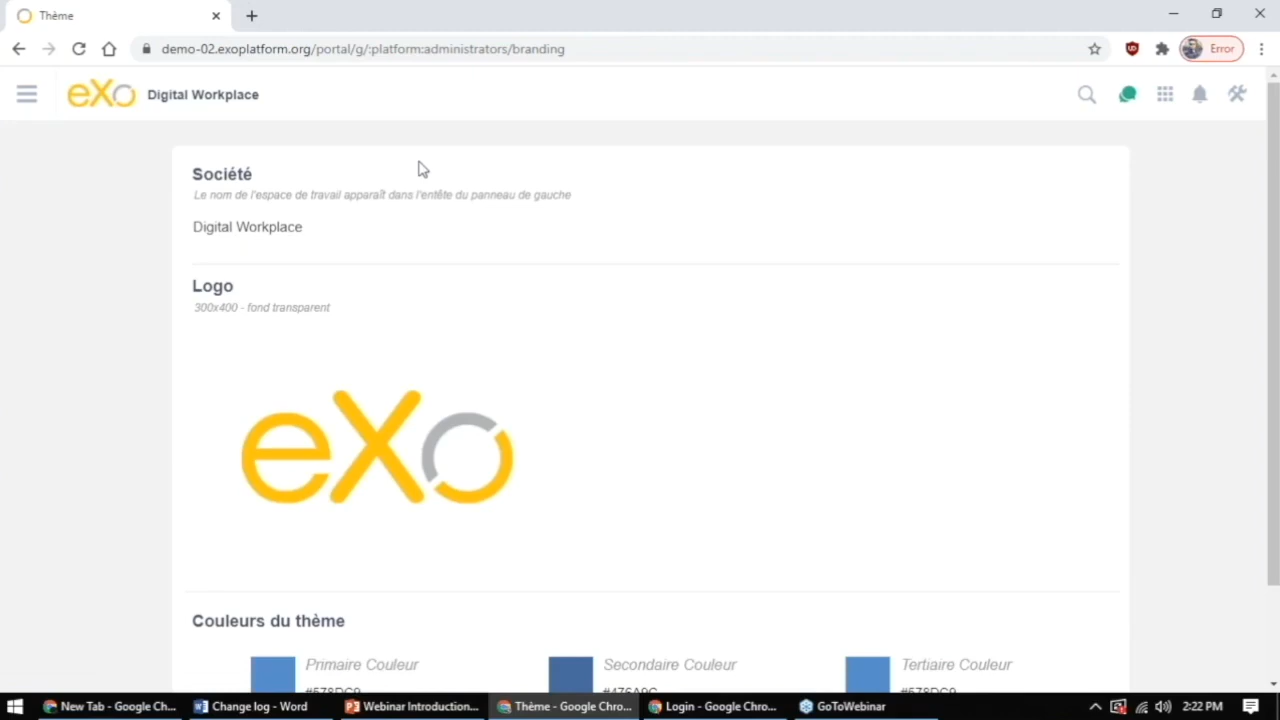 Thème
demo-02.exoplatform.org/portal/g/:platform:administrators/branding
Error
eXo Digital Workplace
Société
Le nom de l'espace de travail apparaît dans l'entête du panneau de gauche
Digital Workplace
Logo
300x400 - fond transparent
eXo
Couleurs du thème
Primaire Couleur
#578DC9
Secondaire Couleur
#476A9C
Tertiaire Couleur
#578DC9
New Tab - Google Ch...
Change log - Word
Webinar Introduction...
Thème - Google Chro...
Login - Google Chro...
GoToWebinar
2:22 PM